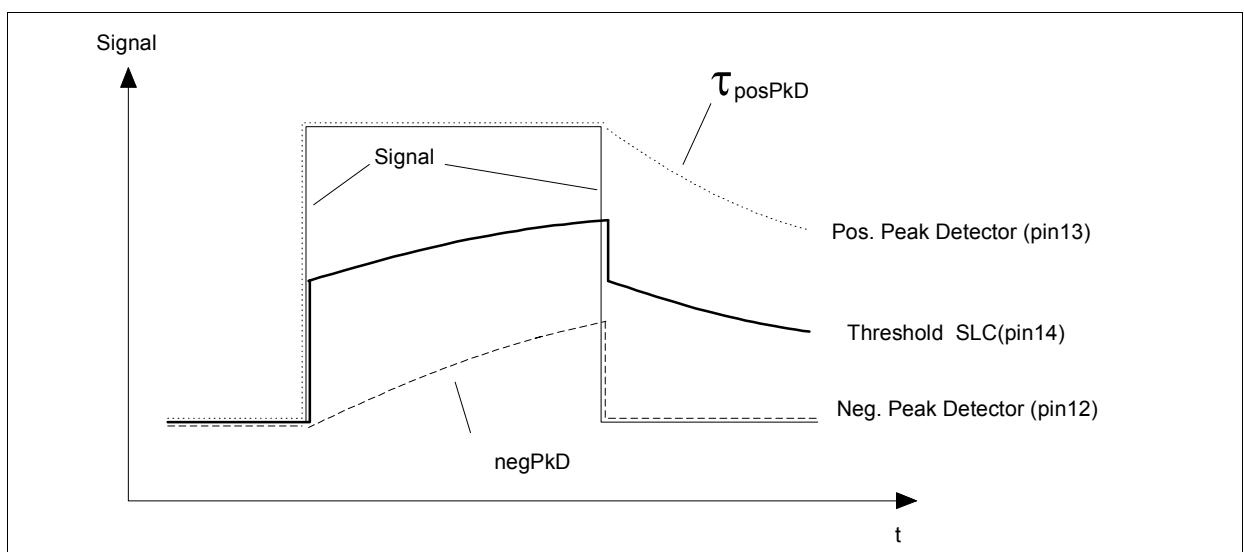 Signal
τposPkD
Signal
Pos. Peak Detector (pin13)
Threshold SLC(pin14)
Neg. Peak Detector (pin12)
negPkD
t